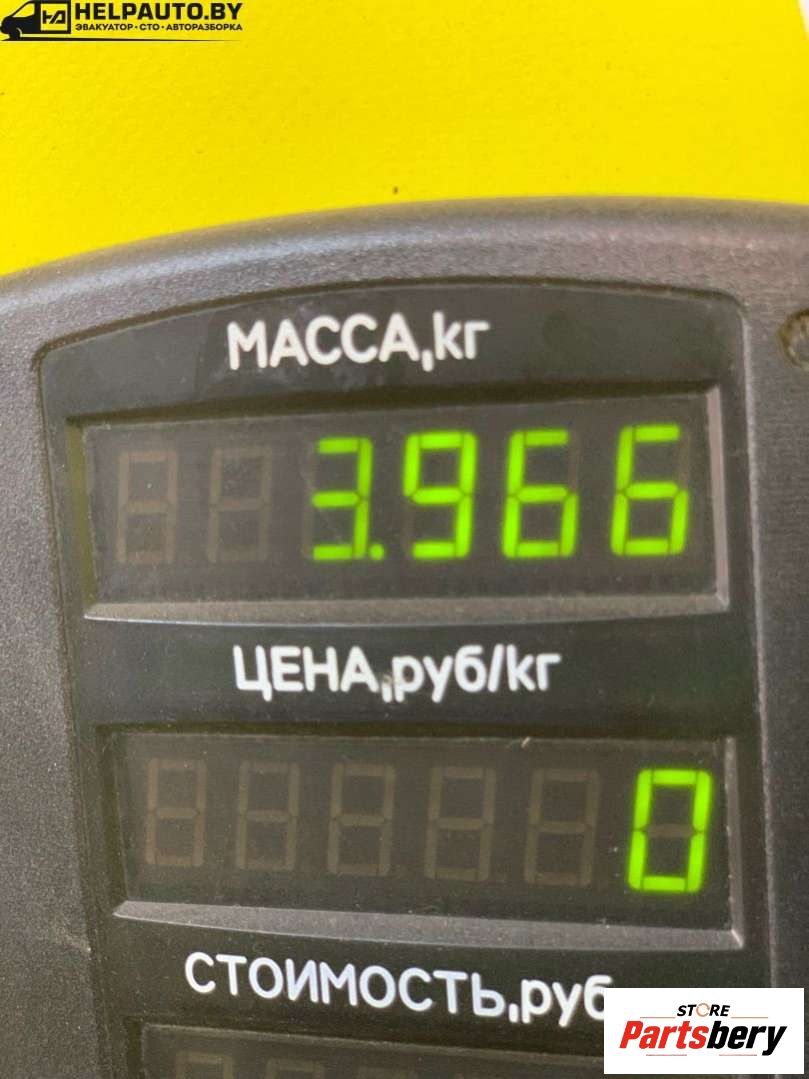 HELPAUTO.BY
ЭВАКУАТОР • СТО • АВТОРАЗБОРКА
МАССА,кг
3.966
ЦЕНА,руб/кг
0
СТОИМОСТЬ,руб
STORE
Partsbery